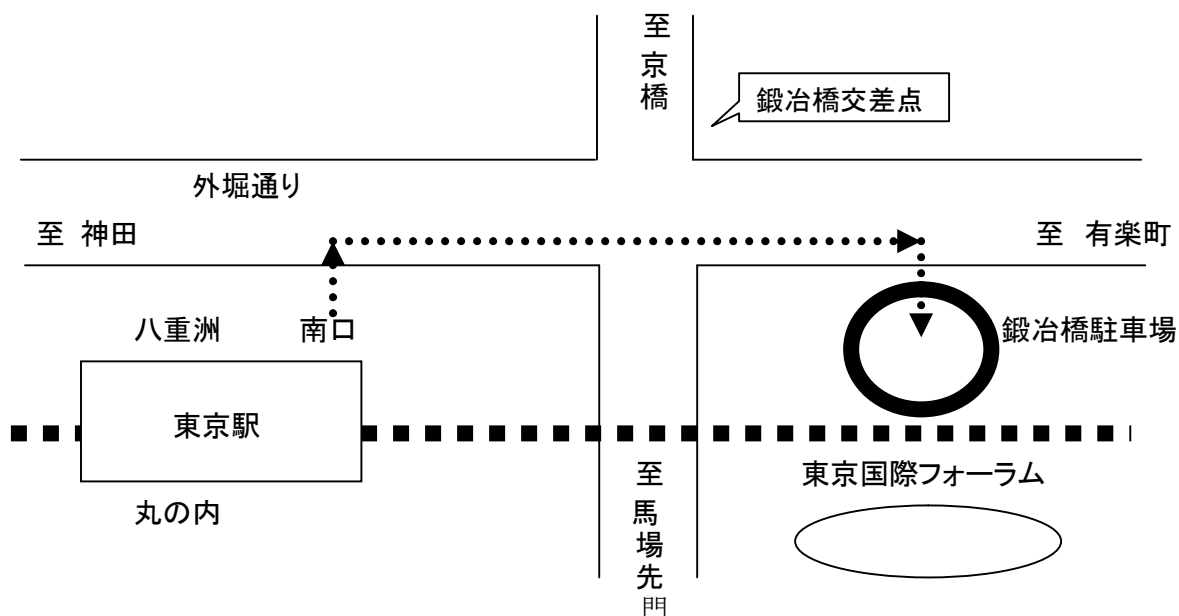 至京橋
鍛冶橋交差点
外堀通り
至 神田
至 有楽町
八重洲
南口
鍛冶橋駐車場
東京駅
東京国際フォーラム
丸の内
至馬場先門